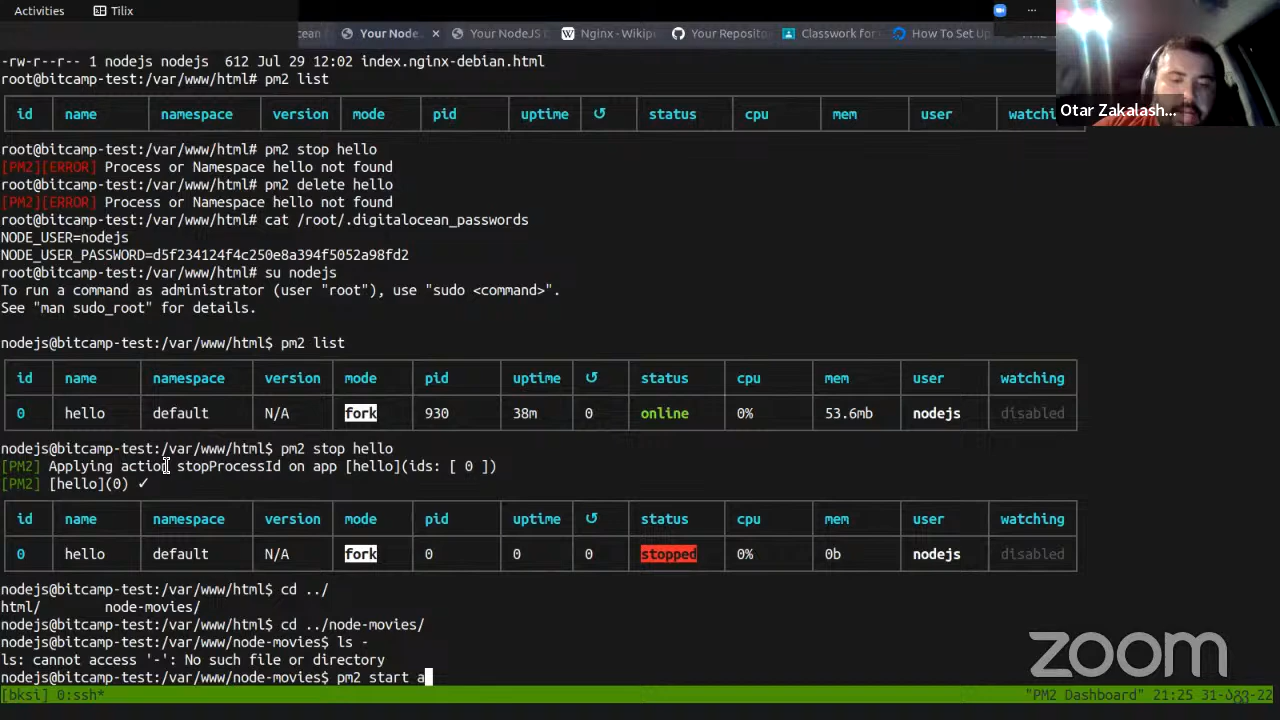 Activities Tilix ...
ocean Your Node. × Your NodeJS Nginx - Wikip Your Repositori Classwork for How To Set Up
-rw-r--r-- 1 nodejs nodejs 612 Jul 29 12:02 index.nginx-debian.html
root@bitcamp-test:/var/www/html# pm2 list
id name namespace version mode pid uptime ↺ status cpu mem user watching
root@bitcamp-test:/var/www/html# pm2 stop hello
[PM2][ERROR] Process or Namespace hello not found
root@bitcamp-test:/var/www/html# pm2 delete hello
[PM2][ERROR] Process or Namespace hello not found
root@bitcamp-test:/var/www/html# cat /root/.digitalocean_passwords
NODE_USER=nodejs
NODE_USER_PASSWORD=d5f234124f4c250e8a394f5052a98fd2
root@bitcamp-test:/var/www/html# su nodejs
To run a command as administrator (user "root"), use "sudo <command>".
See "man sudo_root" for details.
nodejs@bitcamp-test:/var/www/html$ pm2 list
id name namespace version mode pid uptime ↺ status cpu mem user watching
0 hello default N/A fork 930 38m 0 online 0% 53.6mb nodejs disabled
nodejs@bitcamp-test:/var/www/html$ pm2 stop hello
[PM2] Applying action stopProcessId on app [hello](ids: [ 0 ])
[PM2] [hello](0) ✓
id name namespace version mode pid uptime ↺ status cpu mem user watching
0 hello default N/A fork 0 0 0 stopped 0% 0b nodejs disabled
nodejs@bitcamp-test:/var/www/html$ cd ../
html/ node-movies/
nodejs@bitcamp-test:/var/www/html$ cd ../node-movies/
nodejs@bitcamp-test:/var/www/node-movies$ ls -
ls: cannot access '-': No such file or directory
nodejs@bitcamp-test:/var/www/node-movies$ pm2 start a
[bksi] 0:ssh* "PM2 Dashboard" 21:25 31-აგვ-22
Otar Zakalash...
zoom